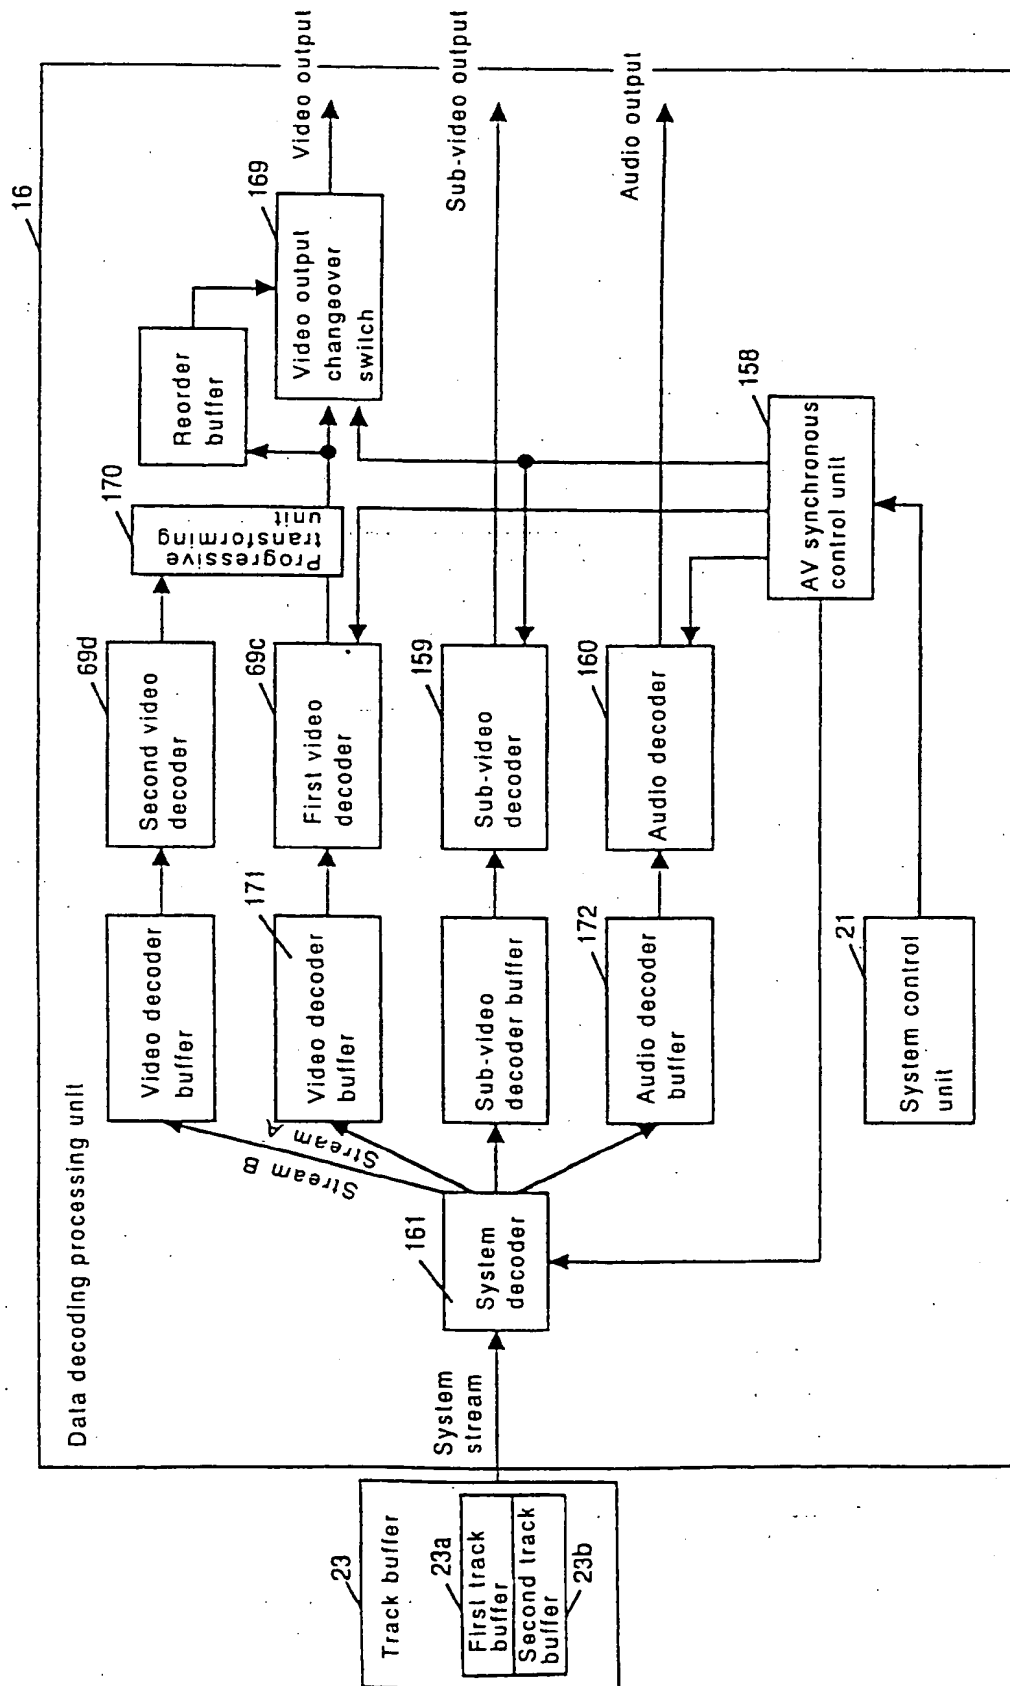 16
Data decoding processing unit
23
Track buffer
23a
First track
buffer
Second track
buffer
23b
System
stream
161
System
decoder
Stream B
Stream A
Video decoder
buffer
69d
Second video
decoder
170
Progressive
transforming
unit
Reorder
buffer
169
Video output
changeover
switch
Video output
171
Video decoder
buffer
69c
First video
decoder
Sub-video
decoder buffer
159
Sub-video
decoder
Sub-video output
172
Audio decoder
buffer
160
Audio decoder
Audio output
21
System control
unit
158
AV synchronous
control unit